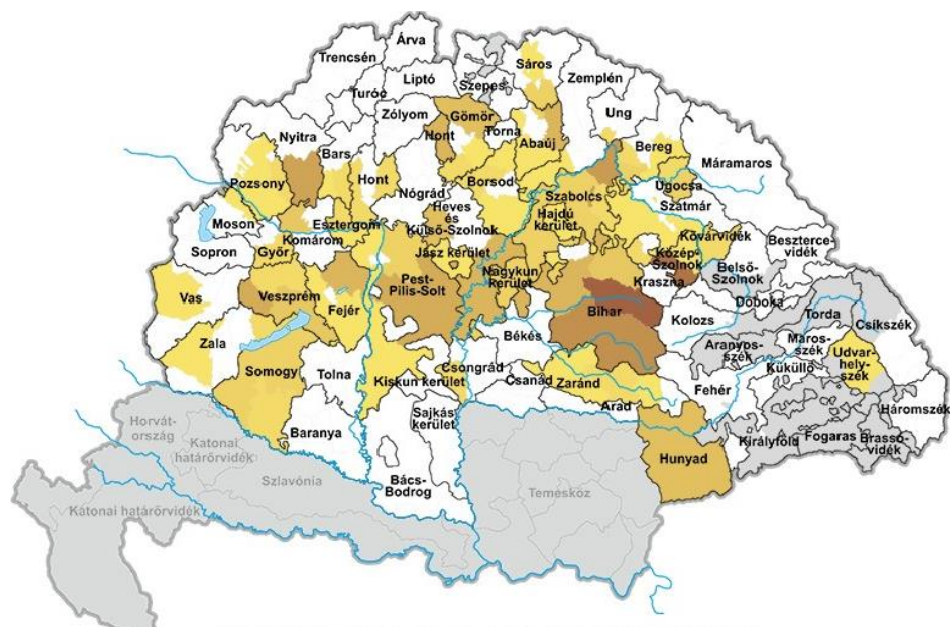 Árva
Trencsén
Sáros
Liptó
Zemplén
Szepes
Turóc
Zólyom
Gömör
Ung
Torna
Nyitra
Hont
Abaúj
Bereg
Bars
Máramaros
Pozsony
Hont
Borsod
Ugocsa
Nógrád
Szabolcs
Szatmár
Heves
és
Külső-Szolnok
Hajdú
kerület
Moson
Esztergom
Komárom
Kővárvidék
Besztercevidék
Sopron
Győr
Jász kerület
Közép-
Szolnok
Belső-
Szolnok
Nagykun
kerület
Kraszna
Pest-
Pilis-Solt
Doboka
Vas
Veszprém
Fejér
Bihar
Kolozs
Torda
Csíkszék
Békés
Aranyos-
szék
Maros-
szék
Udvar-
hely-
szék
Zala
Somogy
Tolna
Kiskun kerület
Csongrád
Csanád
Zaránd
Küküllő
Fehér
Arad
Sajkás
kerület
Háromszék
Baranya
Horvát-
ország
Katonai
határőrvidék
Királyföld
Fogaras
Brassó-
vidék
Hunyad
Szlavónia
Bács-
Bodrog
Temesköz
Katonai határőrvidék